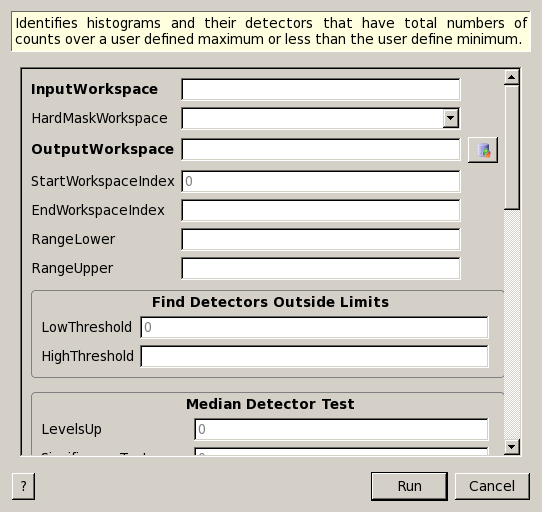 Identifies histograms and their detectors that have total numbers of
counts over a user defined maximum or less than the user define minimum.
InputWorkspace
HardMaskWorkspace
OutputWorkspace
StartWorkspaceIndex 0
EndWorkspaceIndex
RangeLower
RangeUpper
Find Detectors Outside Limits
LowThreshold 0
HighThreshold
Median Detector Test
LevelsUp 0
? Run Cancel